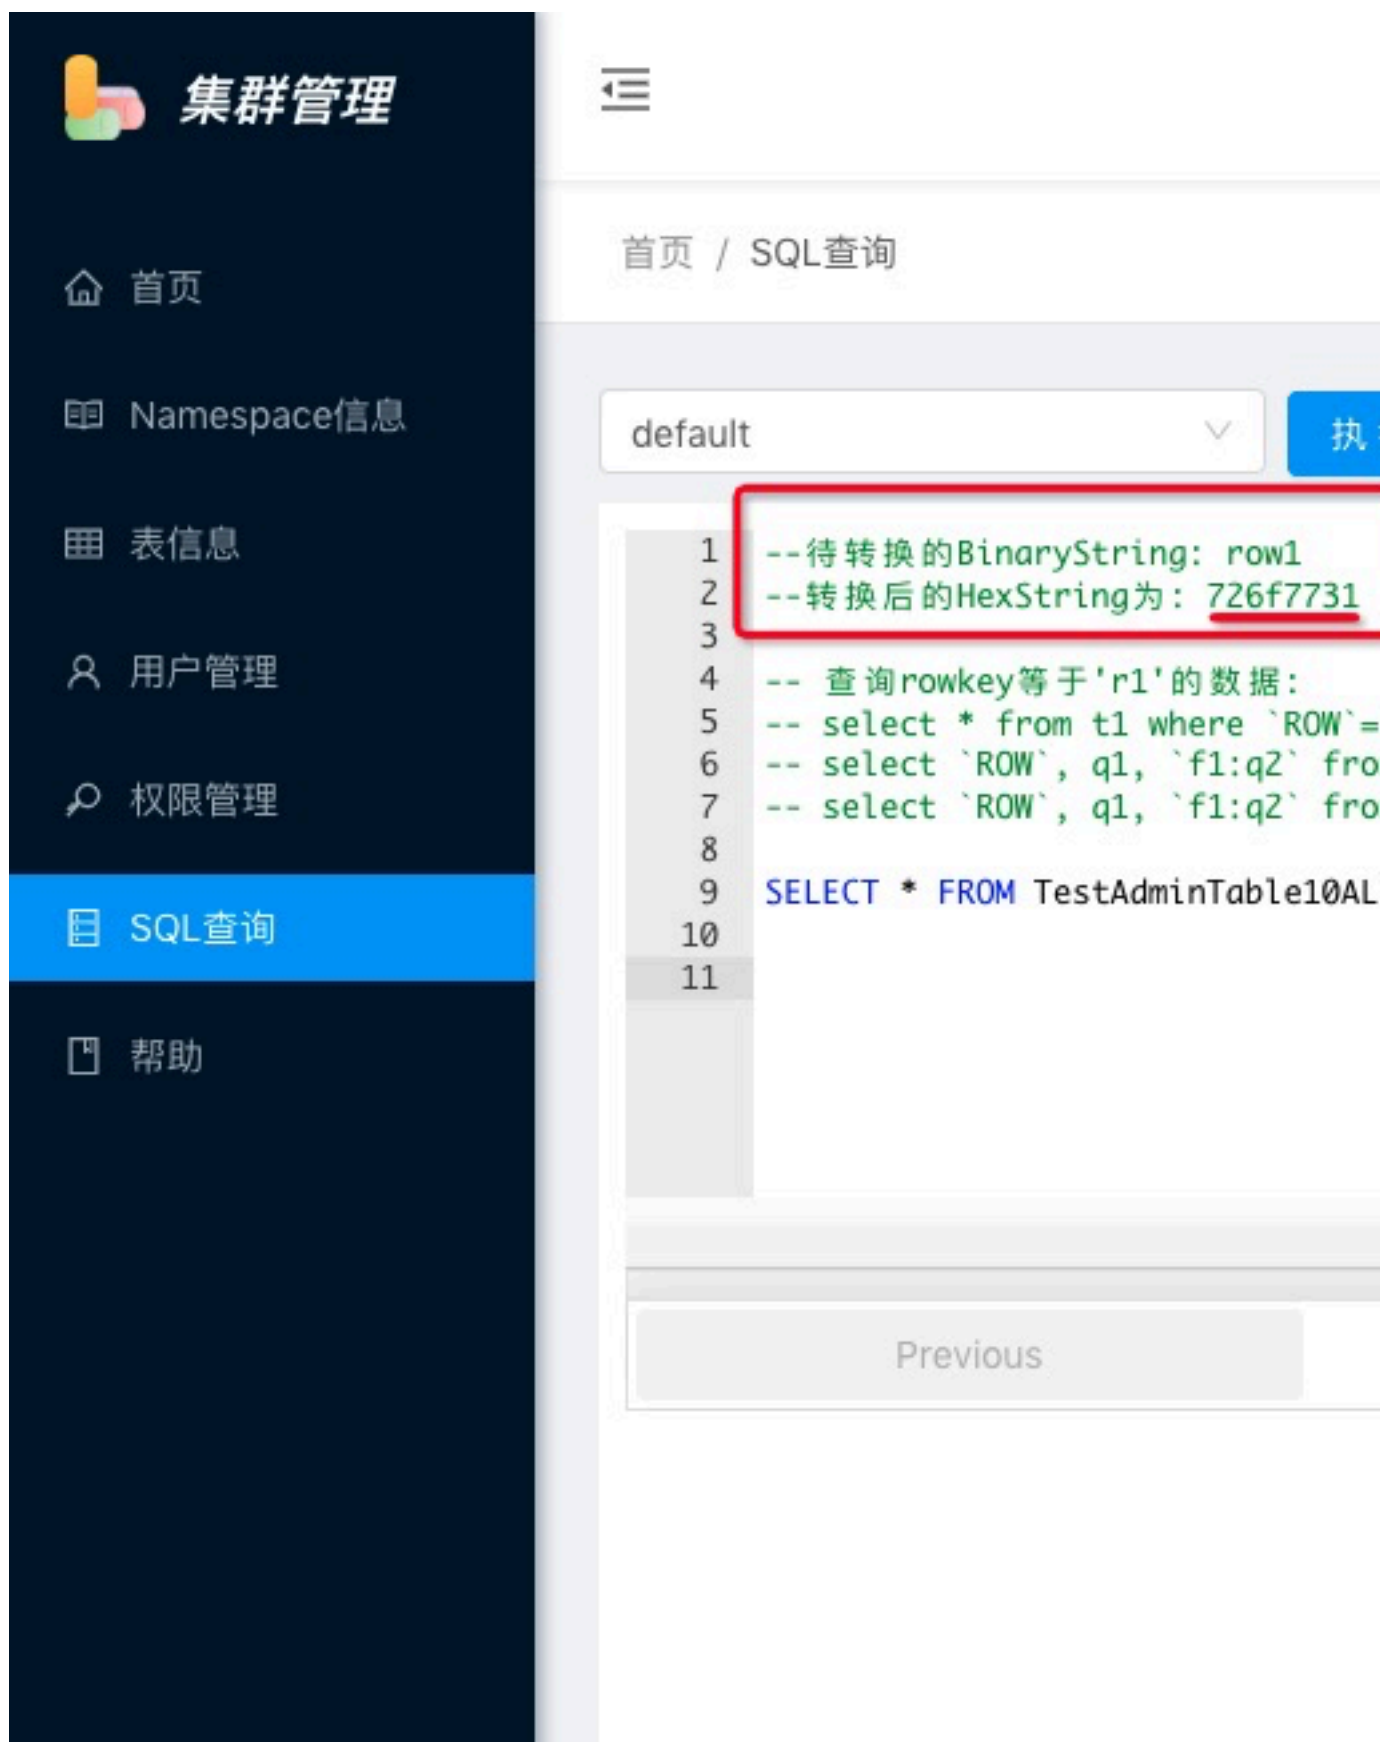 集群管理
首页
Namespace信息
表信息
用户管理
权限管理
SQL查询
帮助
首页 / SQL查询
default
执
1 --待转换的BinaryString: row1
2 --转换后的HexString为: 726f7731
3
4 -- 查询rowkey等于'r1'的数据:
5 -- select * from t1 where `ROW`=
6 -- select `ROW`, q1, `f1:q2` fro
7 -- select `ROW`, q1, `f1:q2` fro
8
9 SELECT * FROM TestAdminTable10AL
10
11
Previous